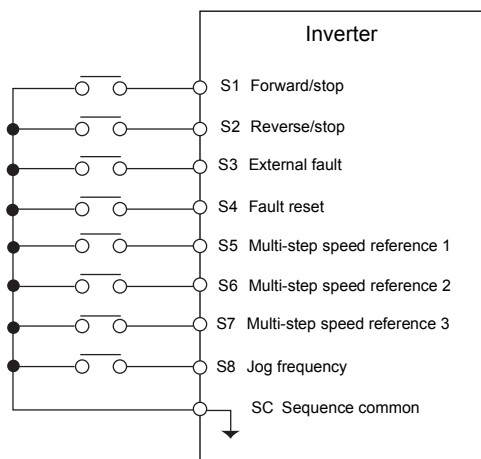 Inverter
S1 Forward/stop
S2 Reverse/stop
S3 External fault
S4 Fault reset
S5 Multi-step speed reference 1
S6 Multi-step speed reference 2
S7 Multi-step speed reference 3
S8 Jog frequency
SC Sequence common